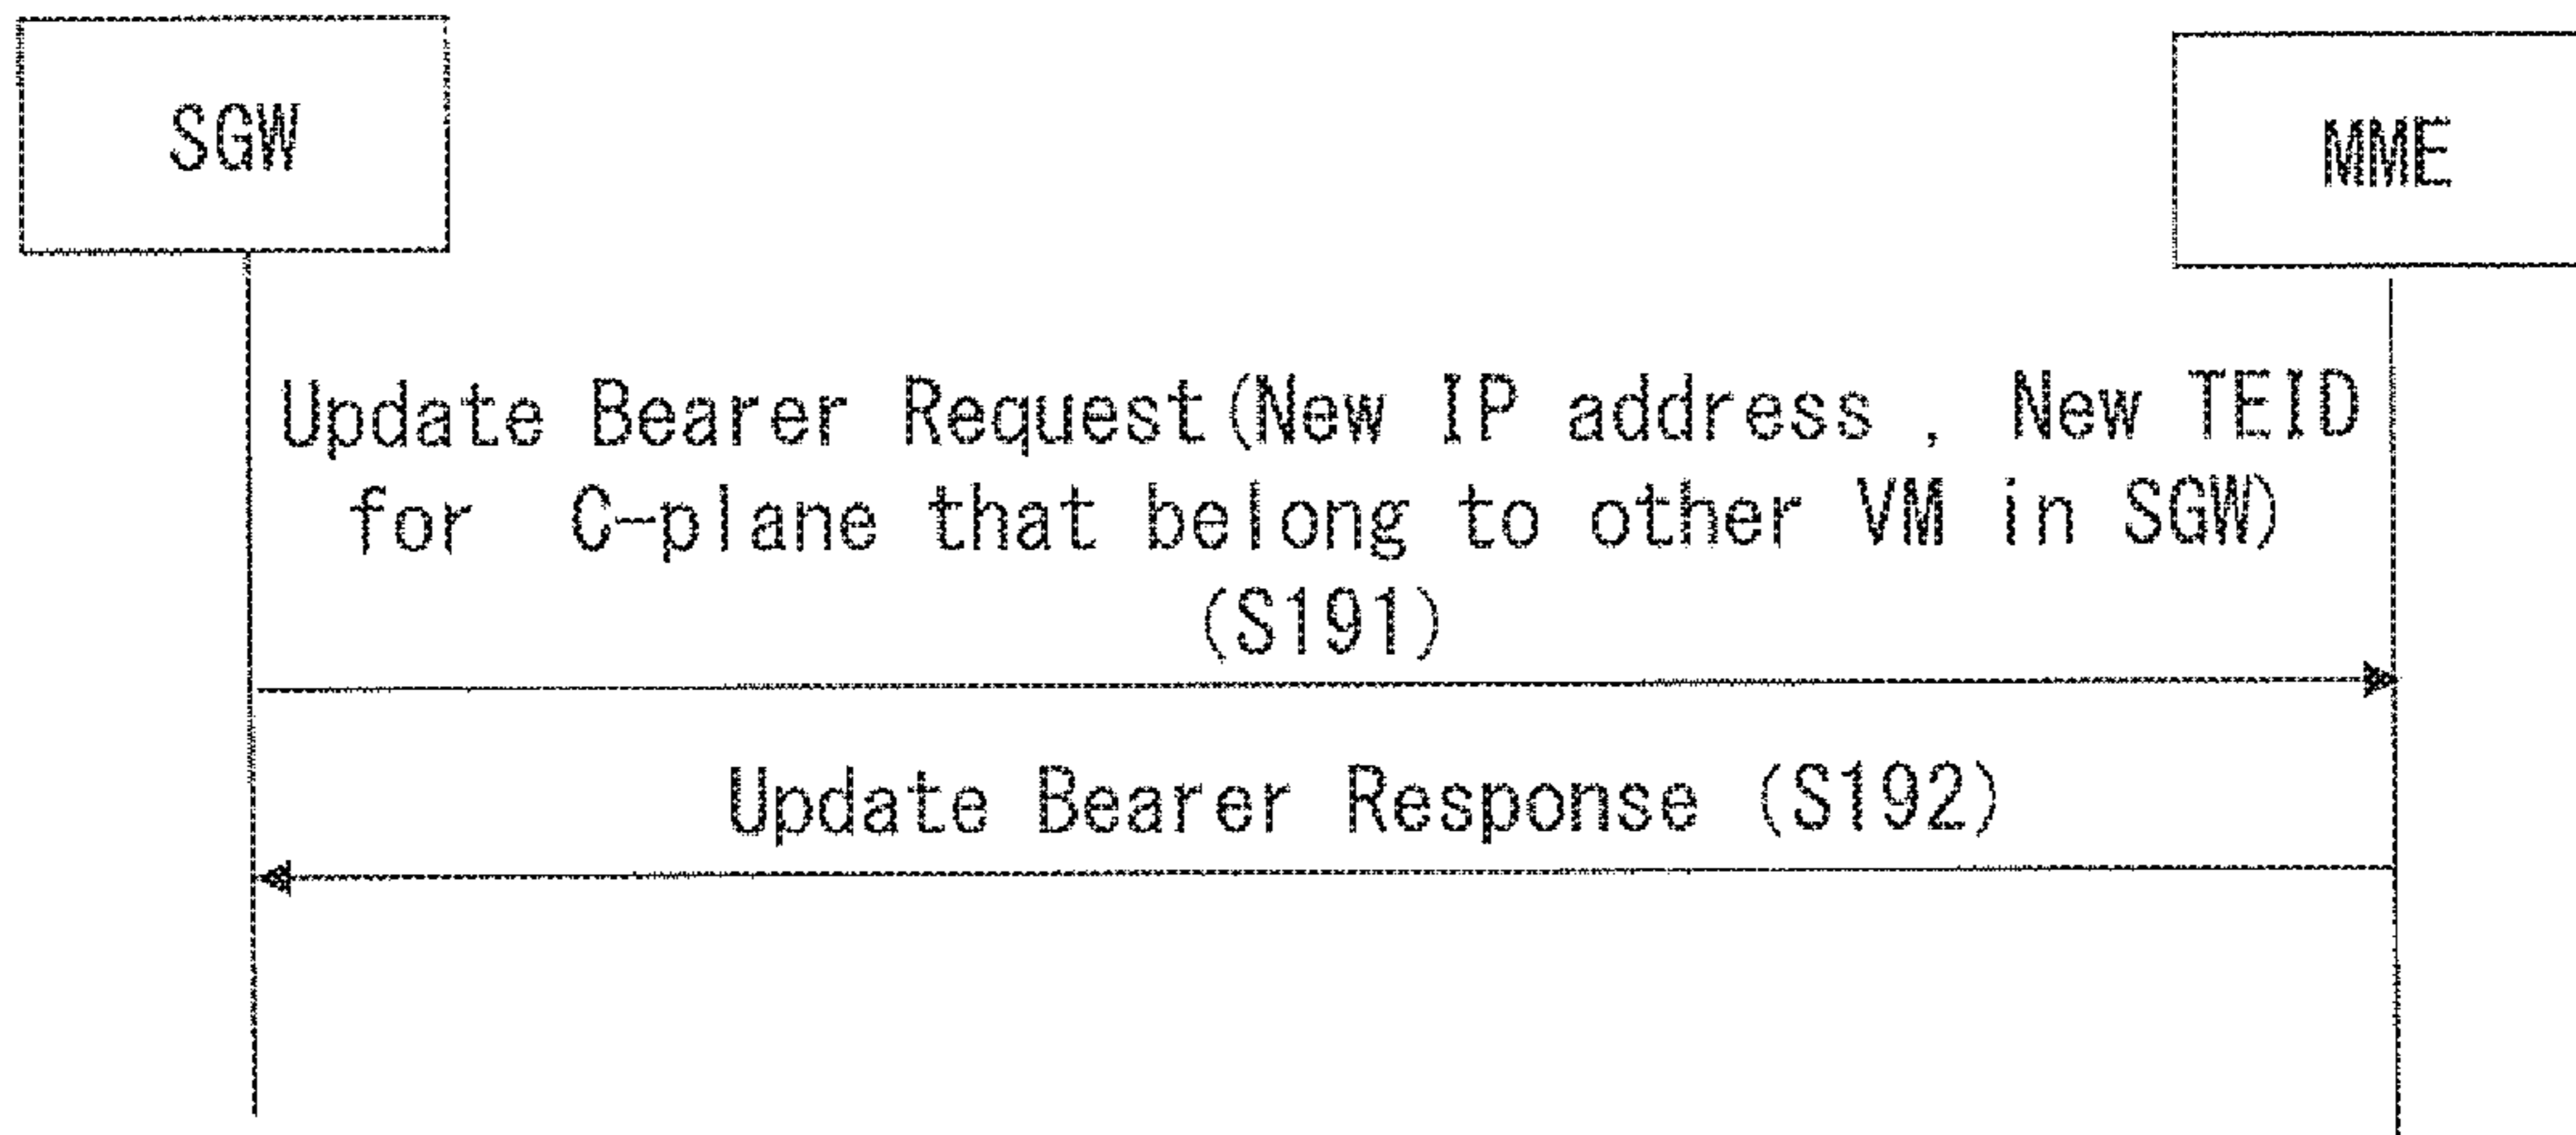 SGW
MME
Update Bearer Request(New IP address , New TEID
for C-plane that belong to other VM in SGW)
(S191)
Update Bearer Response (S192)